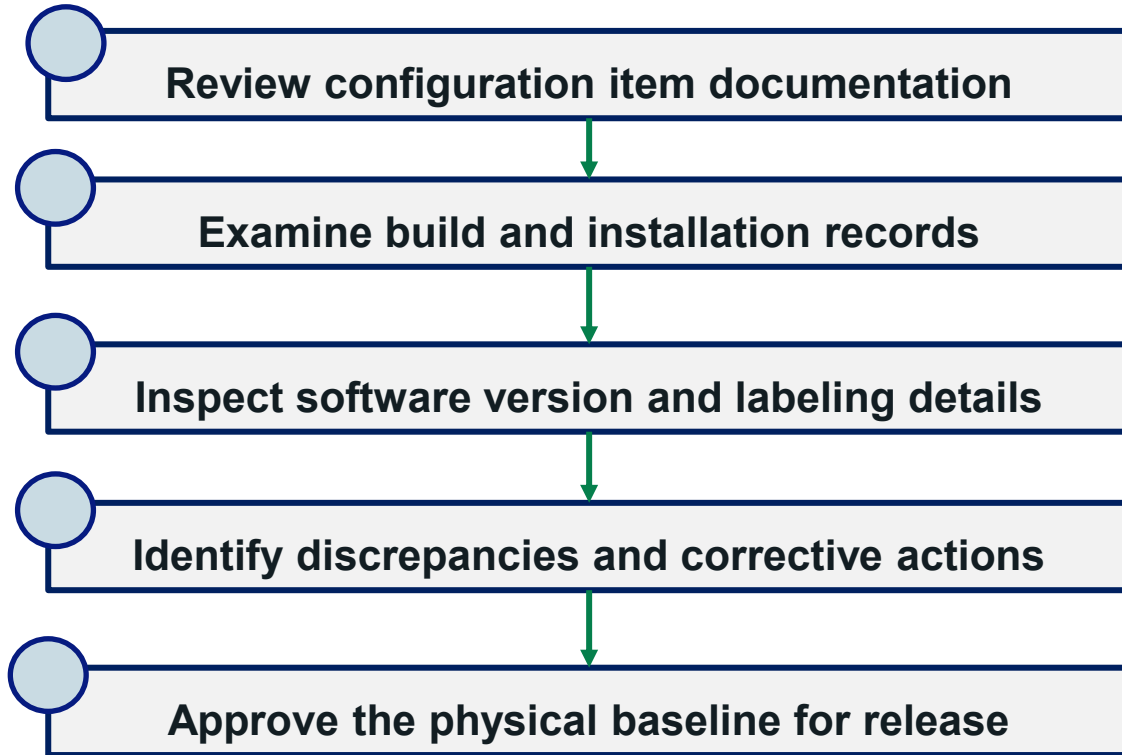 Review configuration item documentation
Examine build and installation records
Inspect software version and labeling details
Identify discrepancies and corrective actions
Approve the physical baseline for release